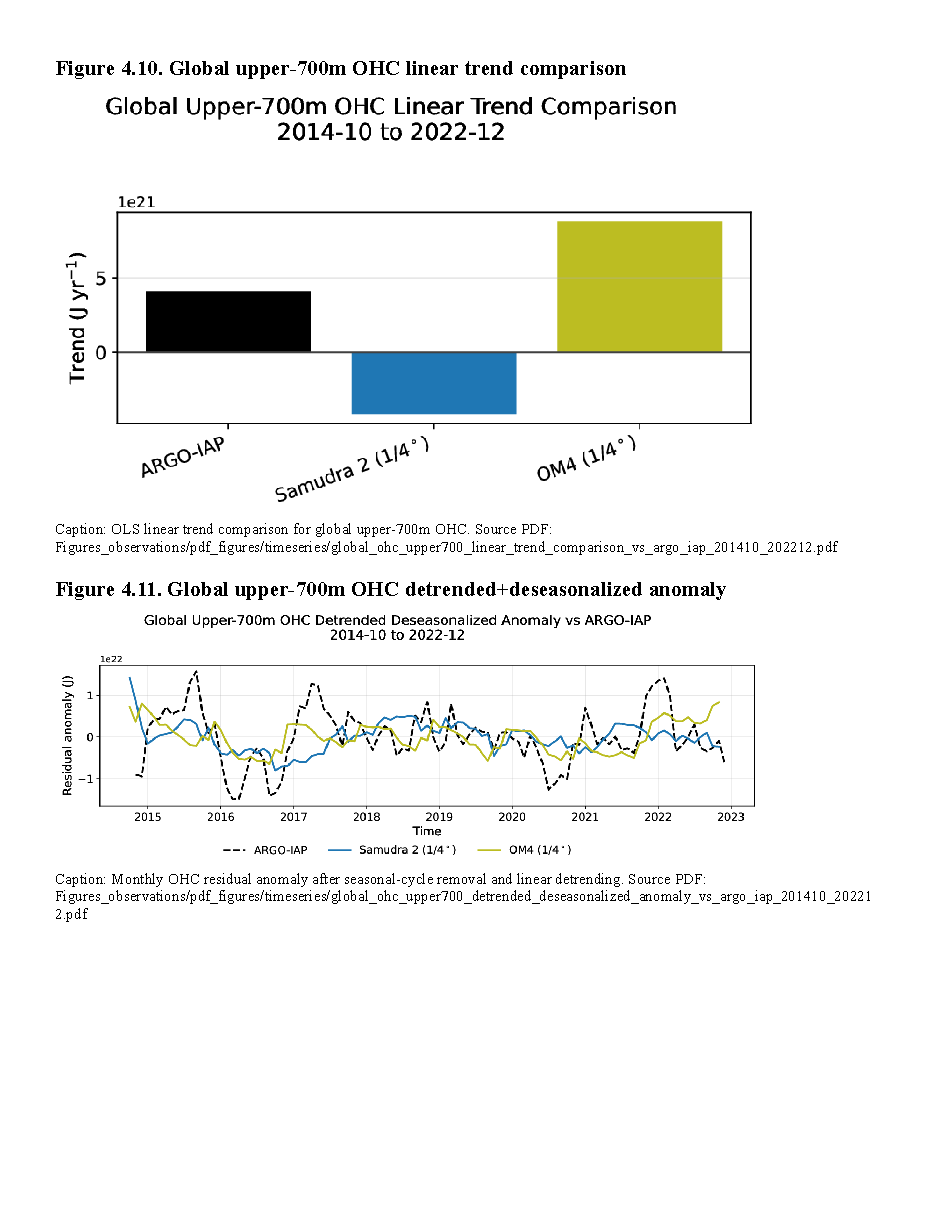 Figure 4.10. Global upper-700m OHC linear trend comparison
Global Upper-700m OHC Linear Trend Comparison
2014-10 to 2022-12
1e21
Trend (J yr⁻¹)
5
0
ARGO-IAP
Samudra 2 (1/4°)
OM4 (1/4°)
Caption: OLS linear trend comparison for global upper-700m OHC. Source PDF:
Figures_observations/pdf_figures/timeseries/global_ohc_upper700_linear_trend_comparison_vs_argo_iap_201410_202212.pdf
Figure 4.11. Global upper-700m OHC detrended+deseasonalized anomaly
Global Upper-700m OHC Detrended Deseasonalized Anomaly vs ARGO-IAP
2014-10 to 2022-12
1e22
Residual anomaly (J)
1
0
−1
2015 2016 2017 2018 2019 2020 2021 2022 2023
Time
ARGO-IAP Samudra 2 (1/4°) OM4 (1/4°)
Caption: Monthly OHC residual anomaly after seasonal-cycle removal and linear detrending. Source PDF:
Figures_observations/pdf_figures/timeseries/global_ohc_upper700_detrended_deseasonalized_anomaly_vs_argo_iap_201410_20221
2.pdf